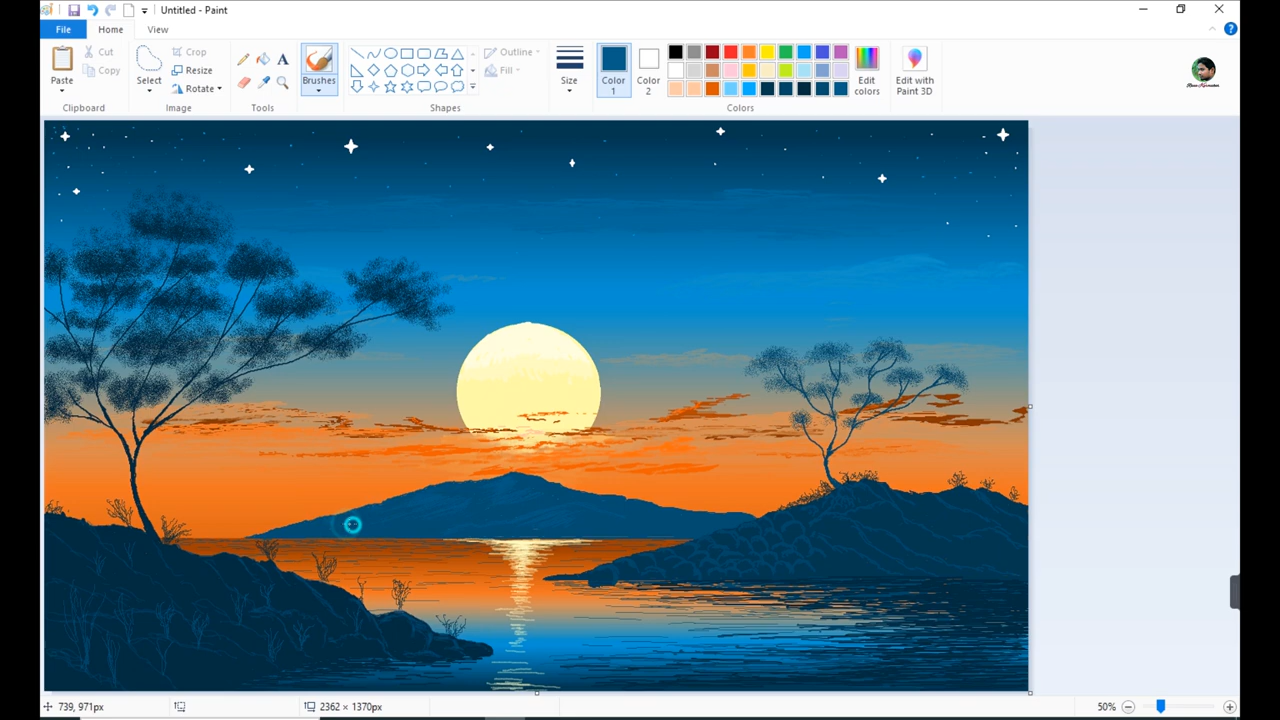 Untitled - Paint
File
Home
View
Paste
Cut
Copy
Clipboard
Select
Crop
Resize
Rotate
Image
A
Tools
Brushes
Outline
Fill
Shapes
Size
Color
1
Color
2
Edit
colors
Colors
Edit with
Paint 3D
739, 971px
2362 × 1370px
50%